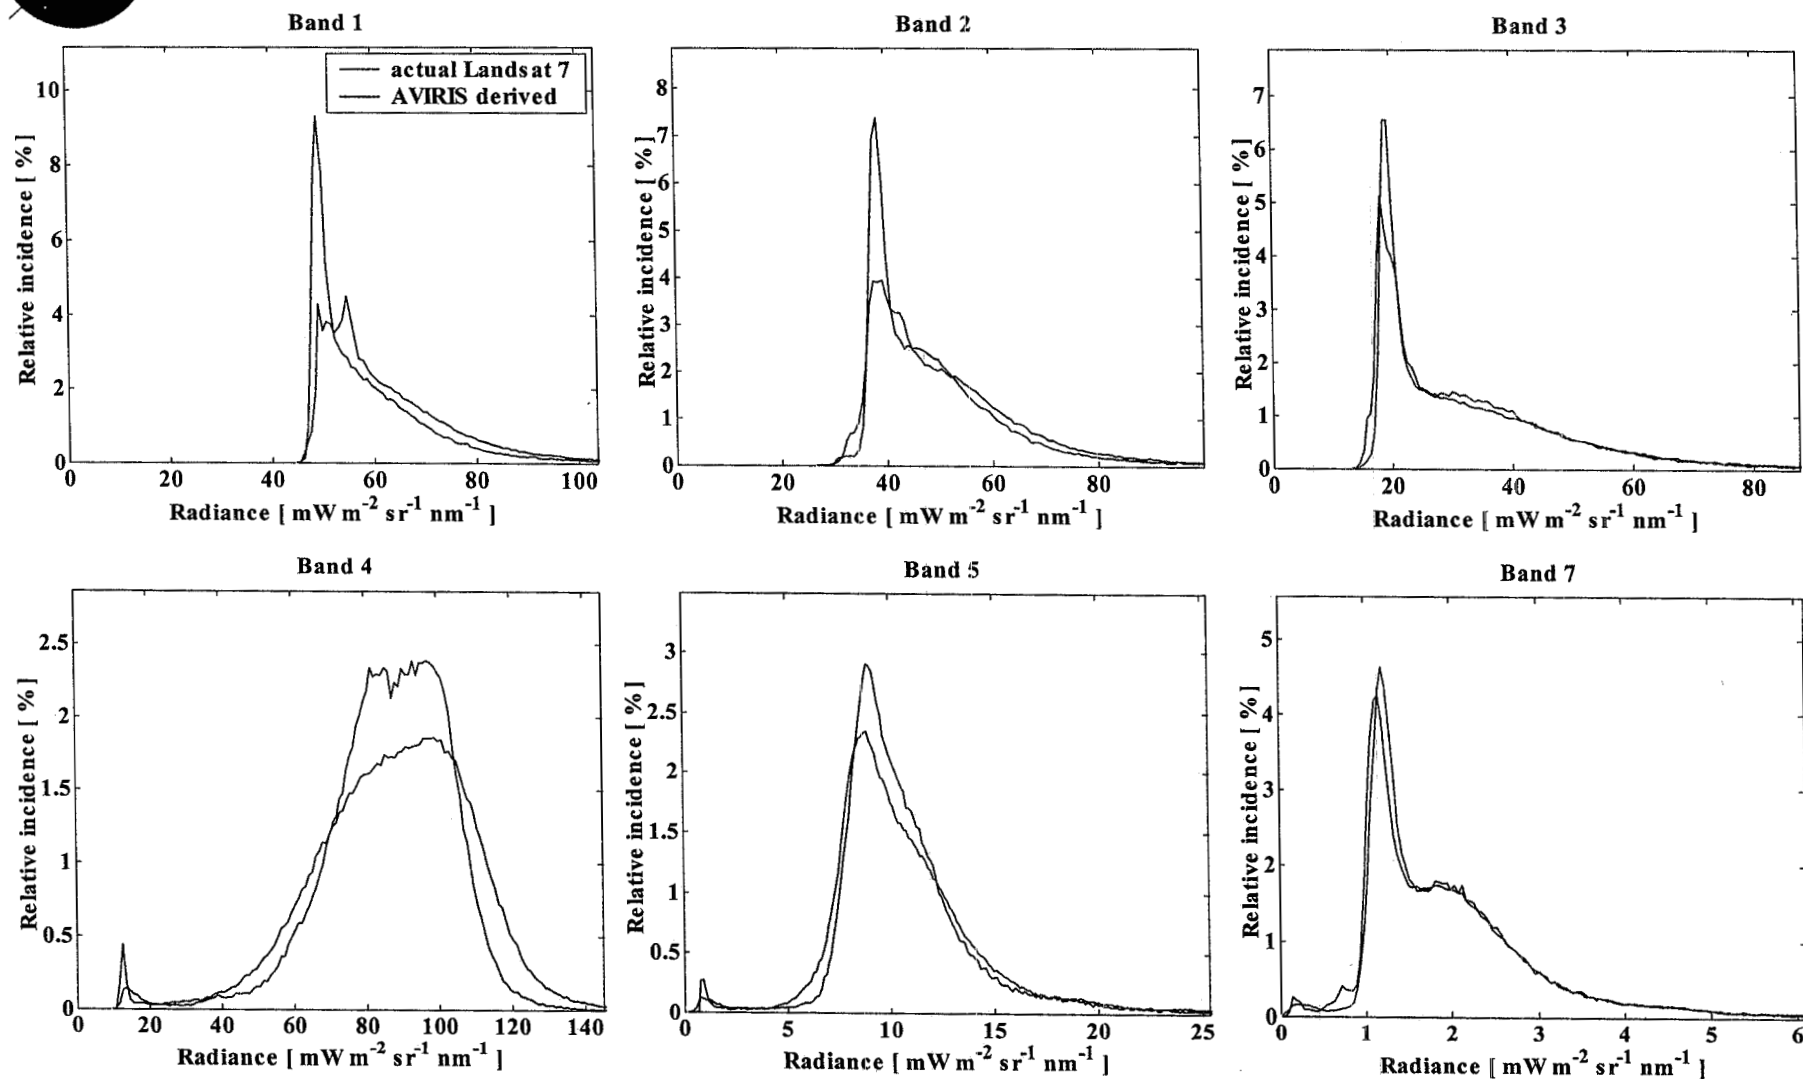 Band 1
actual Landsat 7
AVIRIS derived
Relative incidence [ % ]
10
8
6
4
2
0
0 20 40 60 80 100
Radiance [ mW m-2 sr-1 nm-1 ]
Band 2
Relative incidence [ % ]
8
7
6
5
4
3
2
1
0
0 20 40 60 80
Radiance [ mW m-2 sr-1 nm-1 ]
Band 3
Relative incidence [ % ]
7
6
5
4
3
2
1
0
0 20 40 60 80
Radiance [ mW m-2 sr-1 nm-1 ]
Band 4
Relative incidence [ % ]
2.5
2
1.5
1
0.5
0
0 20 40 60 80 100 120 140
Radiance [ mW m-2 sr-1 nm-1 ]
Band 5
Relative incidence [ % ]
3
2.5
2
1.5
1
0.5
0
0 5 10 15 20 25
Radiance [ mW m-2 sr-1 nm-1 ]
Band 7
Relative incidence [ % ]
5
4
3
2
1
0
0 1 2 3 4 5 6
Radiance [ mW m-2 sr-1 nm-1 ]